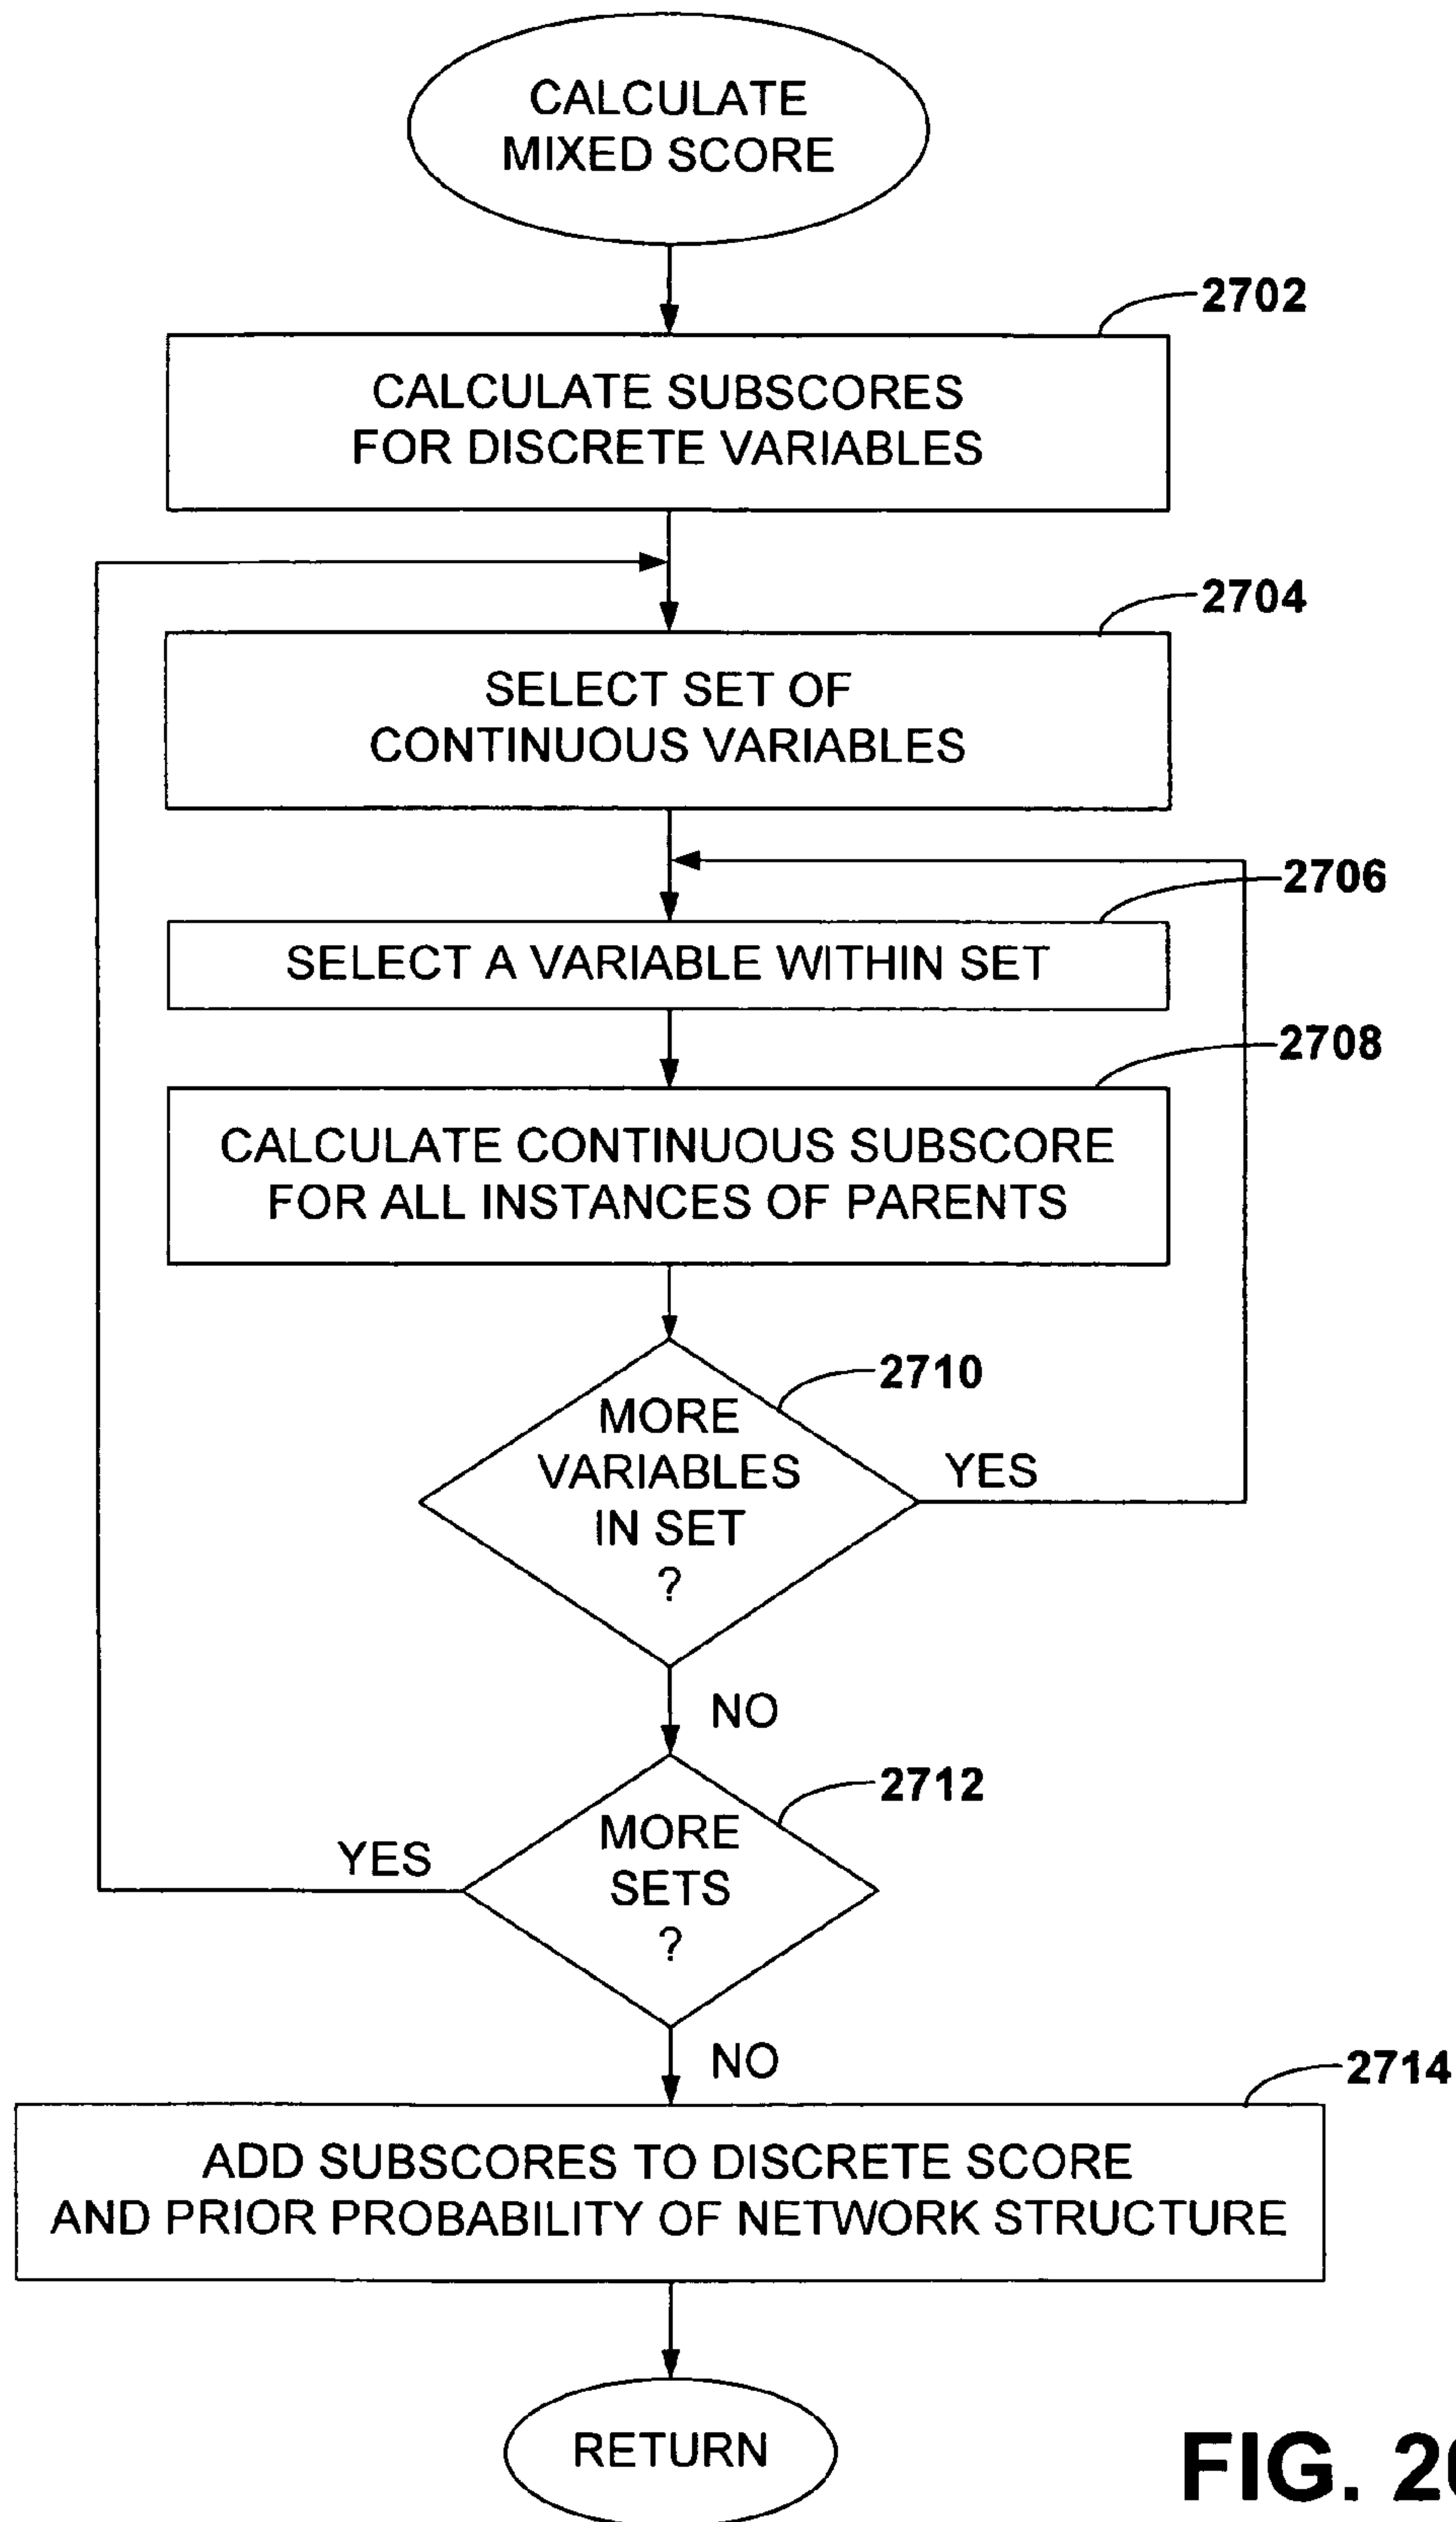 CALCULATE
MIXED SCORE
2702
CALCULATE SUBSCORES
FOR DISCRETE VARIABLES
2704
SELECT SET OF
CONTINUOUS VARIABLES
2706
SELECT A VARIABLE WITHIN SET
2708
CALCULATE CONTINUOUS SUBSCORE
FOR ALL INSTANCES OF PARENTS
2710
MORE
VARIABLES
IN SET
?
YES
NO
2712
MORE
SETS
?
YES
NO
2714
ADD SUBSCORES TO DISCRETE SCORE
AND PRIOR PROBABILITY OF NETWORK STRUCTURE
RETURN
FIG.